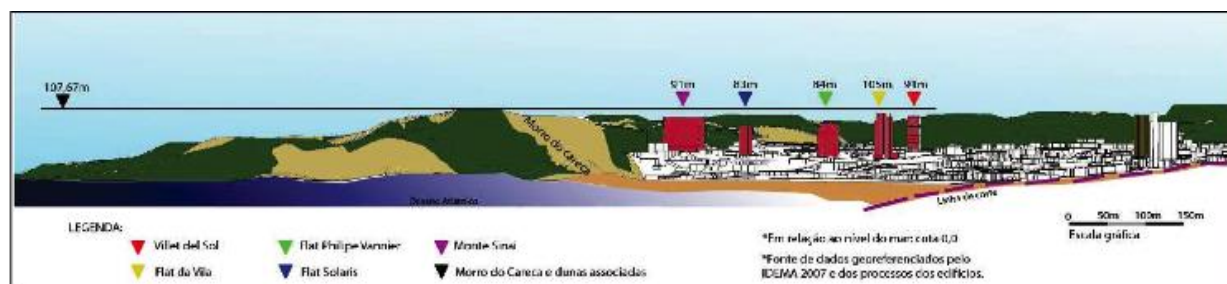 107,67m
91m 83m 84m 105m 91m
Morro do Careca
Oceano Atlântico
Linha de corte
0 50m 100m 150m
Escala gráfica
LEGENDA:
Villet del Sol
Flat Philipe Vannier
Monte Sinai
Flat da Vila
Flat Solaris
Morro do Careca e dunas associadas
*Em relação ao nível do mar: cota 0,0
*Fonte de dados georeferenciados pelo
IDEMA 2007 e dos processos dos edifícios.